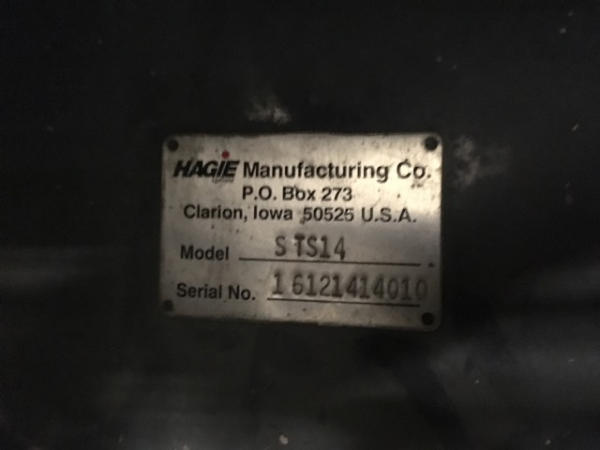 HAGIE Manufacturing Co.
P.O. Box 273
Clarion, Iowa 50525 U.S.A.
Model STS14
Serial No. 16121414010